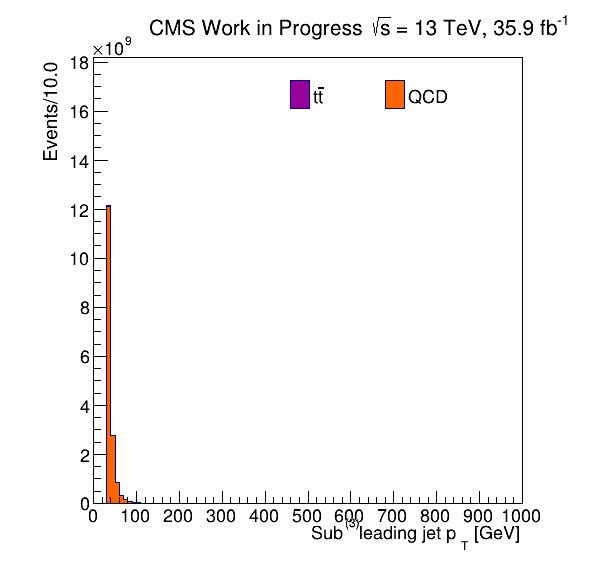 CMS Work in Progress √s = 13 TeV, 35.9 fb⁻¹
×10⁹
Events/10.0
18
16
14
12
10
8
6
4
2
0
tt̄
QCD
0 100 200 300 400 500 600 700 800 900 1000
Sub⁽³⁾leading jet p_T [GeV]